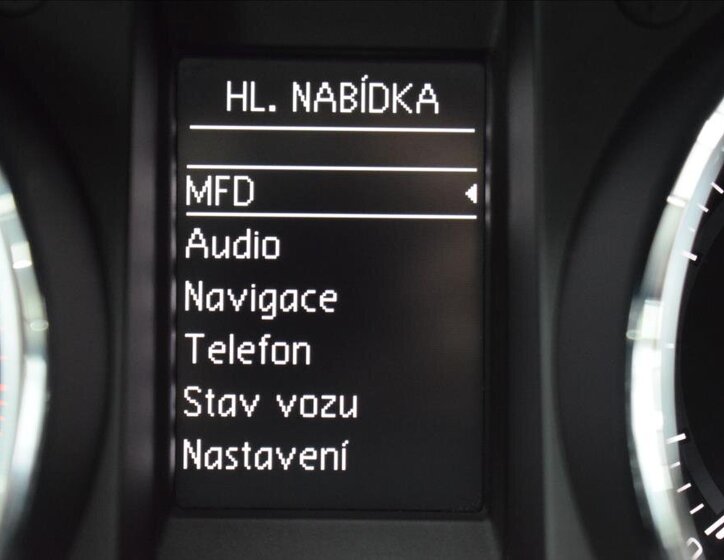 HL. NABÍDKA
MFD
Audio
Navigace
Telefon
Stav vozu
Nastavení